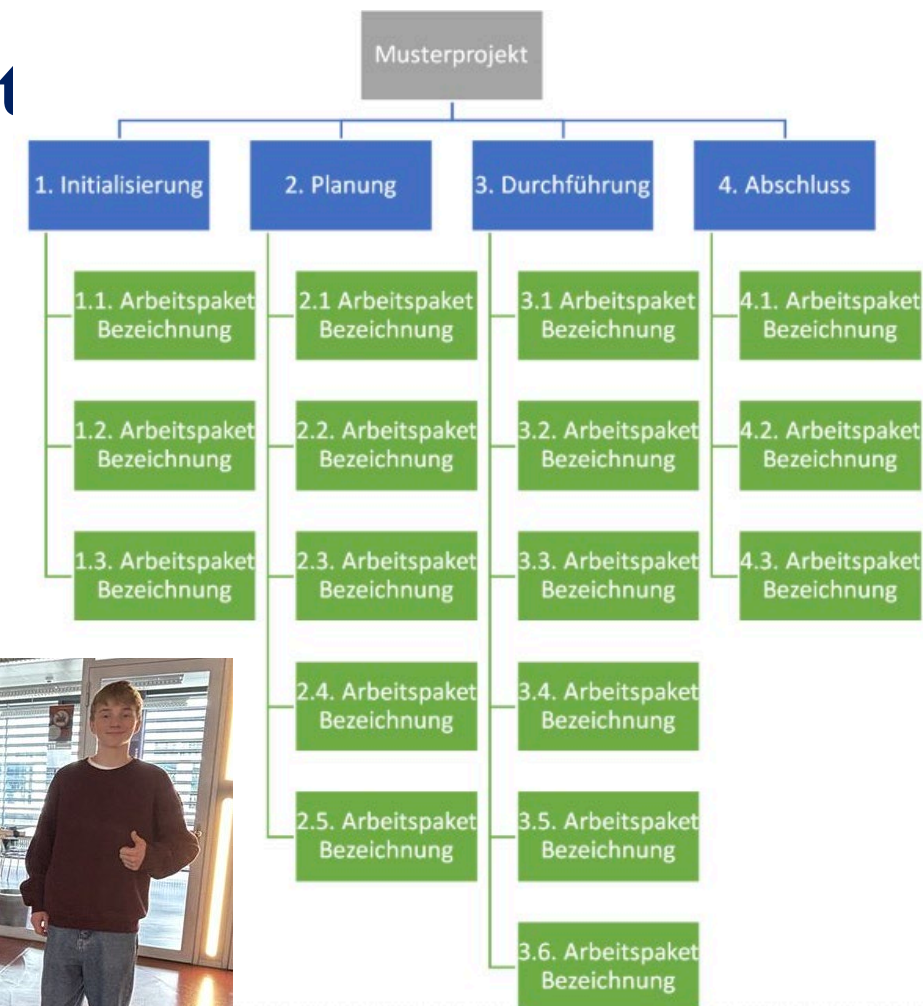 t
Musterprojekt
1. Initialisierung
1.1. Arbeitspaket
Bezeichnung
1.2. Arbeitspaket
Bezeichnung
1.3. Arbeitspaket
Bezeichnung
2. Planung
2.1 Arbeitspaket
Bezeichnung
2.2. Arbeitspaket
Bezeichnung
2.3. Arbeitspaket
Bezeichnung
2.4. Arbeitspaket
Bezeichnung
2.5. Arbeitspaket
Bezeichnung
3. Durchführung
3.1 Arbeitspaket
Bezeichnung
3.2. Arbeitspaket
Bezeichnung
3.3. Arbeitspaket
Bezeichnung
3.4. Arbeitspaket
Bezeichnung
3.5. Arbeitspaket
Bezeichnung
3.6. Arbeitspaket
Bezeichnung
4. Abschluss
4.1. Arbeitspaket
Bezeichnung
4.2. Arbeitspaket
Bezeichnung
4.3. Arbeitspaket
Bezeichnung